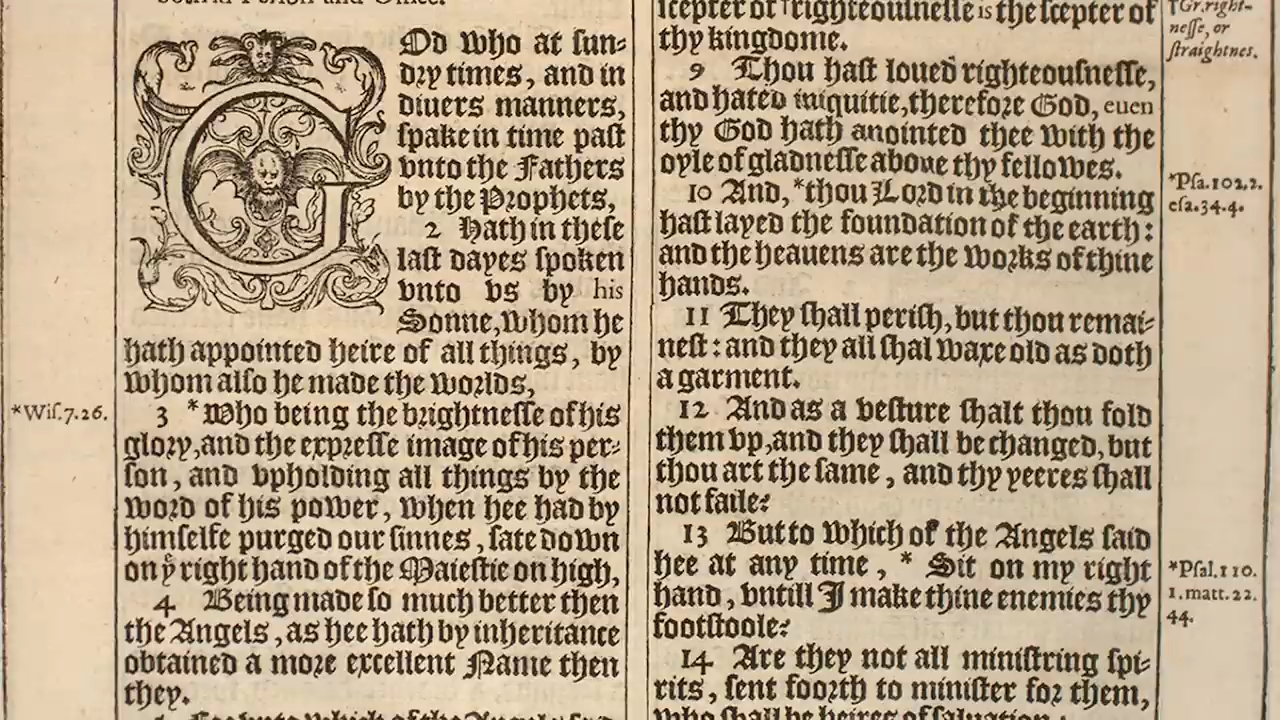 GOd who at sun-
dry times, and in
diuers manners,
spake in time past
vnto the Fathers
by the Prophets,
2 Hath in these
last dayes spoken
vnto vs by his
Sonne, whom he
hath appointed heire of all things, by
whom also he made the worlds,
*Wis.7.26.
3 *Who being the brightnesse of his
glory, and the expresse image of his per-
son, and vpholding all things by the
word of his power, when hee had by
himselfe purged our sinnes, sate down
on yͤ right hand of the Maiestie on high,
4 Being made so much better then
the Angels, as hee hath by inheritance
obtained a more excellent Name then
they.
scepter of †righteousnesse is the scepter of
thy kingdome.
†Gr. right-
nesse, or
straightnes.
9 Thou hast loued righteousnesse,
and hated iniquitie, therefore God, euen
thy God hath anointed thee with the
oyle of gladnesse aboue thy fellowes.
10 And, *thou Lord in the beginning
hast layed the foundation of the earth:
and the heauens are the works of thine
hands.
*Psa.102.2.
esa.34.4.
11 They shall perish, but thou remai-
nest: and they all shal waxe old as doth
a garment.
12 And as a vesture shalt thou fold
them vp, and they shall be changed, but
thou art the same, and thy yeeres shall
not faile?
13 But to which of the Angels said
hee at any time, * Sit on my right
hand, vntill I make thine enemies thy
footstoole?
*Psal.110.
1.matt.22.
44.
14 Are they not all ministring spi-
rits, sent foorth to minister for them,
who shall be heires of saluation?